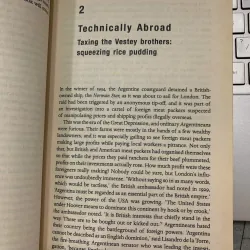 2
Technically Abroad
Taxing the Vestey brothers:
squeezing rice pudding
In the winter of 1934, the Argentina coastguard detained a British-
owned ship, the Norman Star, as it was about to sail for London. The
raid had been triggered by an anonymous tip-off, and it was part of
an investigation into a cartel of foreign meat packers suspected
of manipulating prices and shipping profits illegally overseas.
This was the era of the Great Depression, and ordinary Argentinians
were furious. Their farms were mostly in the hands of a few wealthy
landowners, and it was especially galling to see foreign meat packers
making large profits while paying local workers a pittance. Not only
that, but British and American meat packers had organised themselves
so that while the prices they paid ranchers for their beef plummeted,
profits on their investments actually rose. How much profit were these
foreigners really making? Nobody could be sure, but London's influ-
ence was undoubtedly immense. 'Without saying so in as many words,
which would be tactless,' the British ambassador had noted in 1929,
Argentina must be regarded as an essential part of the British empire.'
However, the power of the USA was growing. 'The United States
under Hoover means to dominate this continent by hook or by crook,'
the ambassador noted. 'It is British interests that chiefly stand in the
way. These are to be bought out or kicked out.' Argentinians hated
their country being the battleground of foreign powers. 'Argentina
cannot be described as an English dominion,' said Lisandro de la Torre,
the fire-breathing Argentinian senator who was leading the investi-